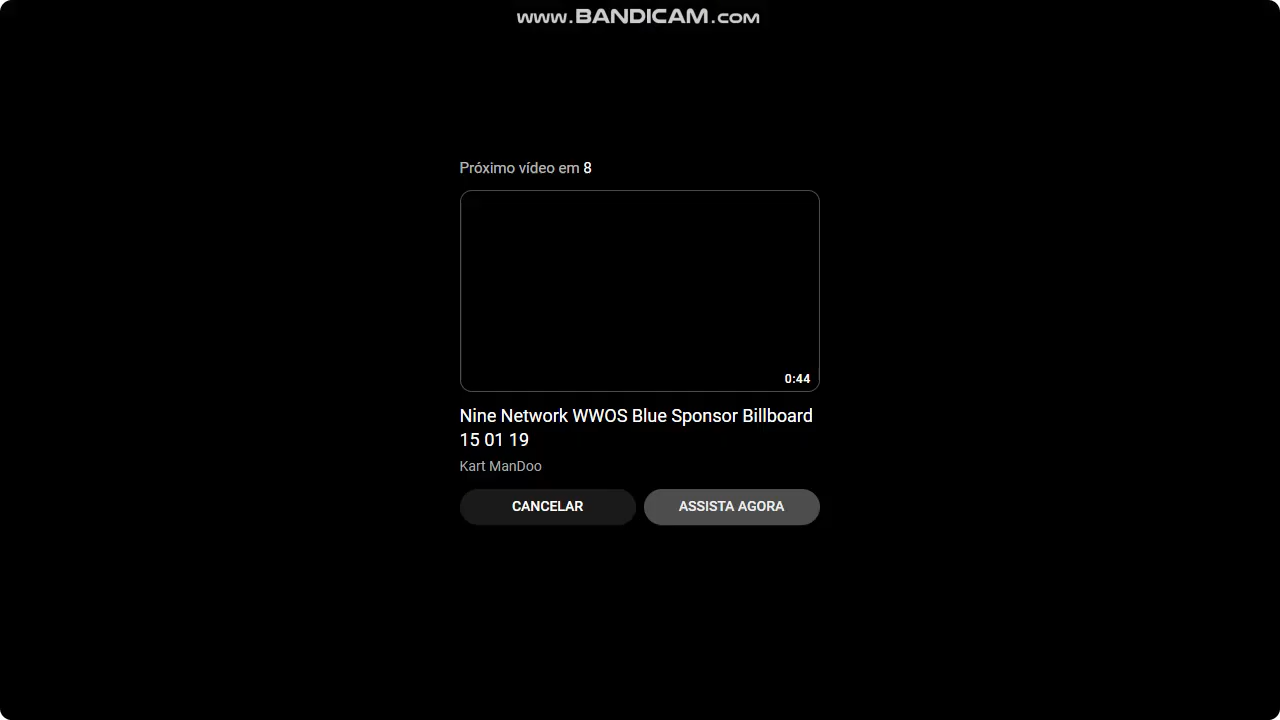 www.BANDICAM.com
Próximo vídeo em 8
0:44
Nine Network WWOS Blue Sponsor Billboard
15 01 19
Kart ManDoo
CANCELAR
ASSISTA AGORA